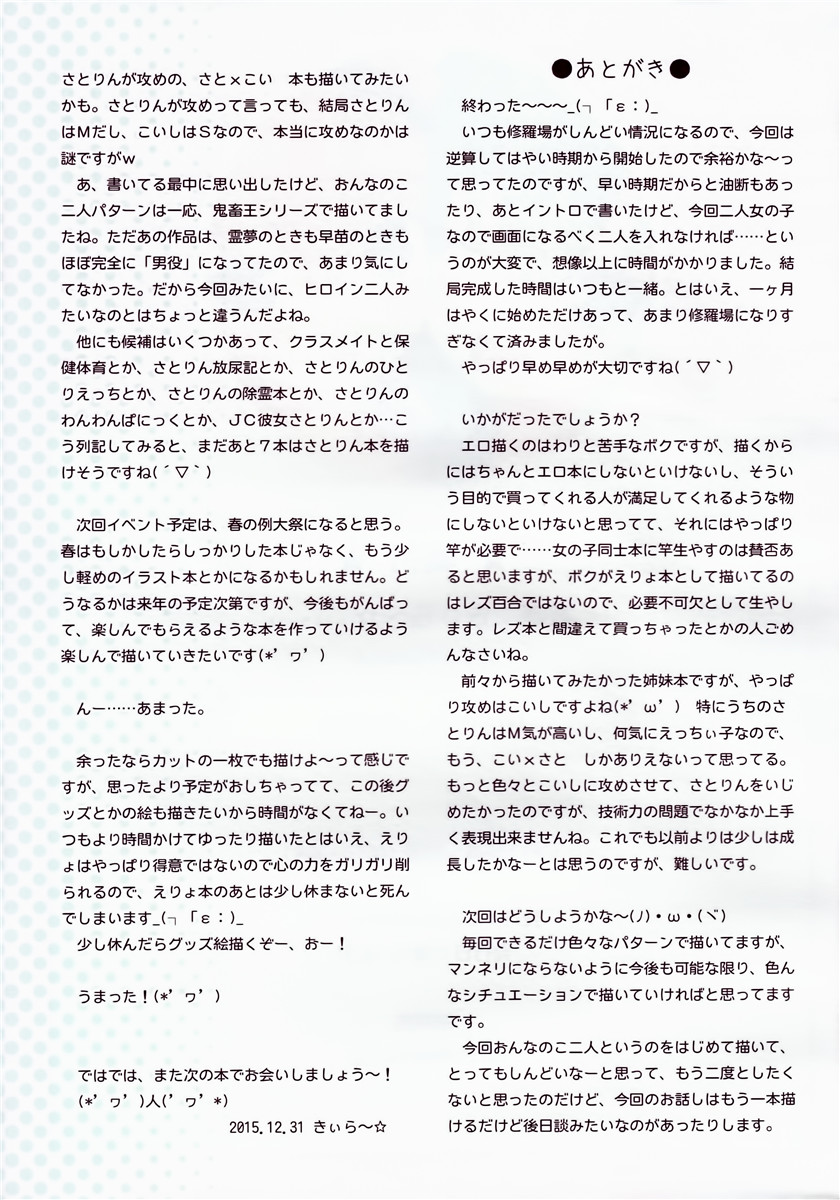 ●あとがき●
終わった～～～_(┐「ε：)_
いつも修羅場がしんどい情況になるので、今回は
逆算してはやい時期から開始したので余裕かな～っ
て思ってたのですが、早い時期だからと油断もあっ
たり、あとイントロで書いたけど、今回二人女の子
なので画面になるべく二人を入れなければ……とい
うのが大変で、想像以上に時間がかかりました。結
局完成した時間はいつもと一緒。とはいえ、一ヶ月
はやくに始めただけあって、あまり修羅場になりす
ぎなくて済みましたが。
やっぱり早め早めが大切ですね(´▽｀)
いかがだったでしょうか？
エロ描くのはわりと苦手なボクですが、描くから
にはちゃんとエロ本にしないといけないし、そうい
う目的で買ってくれる人が満足してくれるような物
にしないといけないと思ってて、それにはやっぱり
竿が必要で……女の子同士本に竿生やすのは賛否あ
ると思いますが、ボクがえりょ本として描いてるの
はレズ百合ではないので、必要不可欠として生やし
ます。レズ本と間違えて買っちゃったとかの人ごめ
んなさいね。
前々から描いてみたかった姉妹本ですが、やっぱ
り攻めはこいしですよね(*’ω’)　特にうちのさ
とりんはＭ気が高いし、何気にえっちぃ子なので、
もう、こい×さと　しかありえないって思ってる。
もっと色々とこいしに攻めさせて、さとりんをいじ
めたかったのですが、技術力の問題でなかなか上手
く表現出来ませんね。これでも以前よりは少しは成
長したかなーとは思うのですが、難しいです。
次回はどうしようかな～(ﾉ)・ω・(ヾ)
毎回できるだけ色々なパターンで描いてますが、
マンネリにならないように今後も可能な限り、色ん
なシチュエーションで描いていければと思ってます
です。
今回おんなのこ二人というのをはじめて描いて、
とってもしんどいなーと思って、もう二度としたく
ないと思ったのだけど、今回のお話しはもう一本描
けるだけど後日談みたいなのがあったりします。
さとりんが攻めの、さと×こい　本も描いてみたい
かも。さとりんが攻めって言っても、結局さとりん
はＭだし、こいしはＳなので、本当に攻めなのかは
謎ですがｗ
あ、書いてる最中に思い出したけど、おんなのこ
二人パターンは一応、鬼畜王シリーズで描いてまし
たね。ただあの作品は、霊夢のときも早苗のときも
ほぼ完全に「男役」になってたので、あまり気にし
てなかった。だから今回みたいに、ヒロイン二人み
たいなのとはちょっと違うんだよね。
他にも候補はいくつかあって、クラスメイトと保
健体育とか、さとりん放尿記とか、さとりんのひと
りえっちとか、さとりんの除霊本とか、さとりんの
わんわんぱにっくとか、ＪＣ彼女さとりんとか…こ
う列記してみると、まだあと７本はさとりん本を描
けそうですね(´▽｀)
次回イベント予定は、春の例大祭になると思う。
春はもしかしたらしっかりした本じゃなく、もう少
し軽めのイラスト本とかになるかもしれません。ど
うなるかは来年の予定次第ですが、今後もがんばっ
て、楽しんでもらえるような本を作っていけるよう
楽しんで描いていきたいです(*’ヮ’)
んー……あまった。
余ったならカットの一枚でも描けよ～って感じで
すが、思ったより予定がおしちゃってて、この後グ
ッズとかの絵も描きたいから時間がなくてねー。い
つもより時間かけてゆったり描いたとはいえ、えり
ょはやっぱり得意ではないので心の力をガリガリ削
られるので、えりょ本のあとは少し休まないと死ん
でしまいます_(┐「ε：)_
少し休んだらグッズ絵描くぞー、おー！
うまった！(*’ヮ’)
ではでは、また次の本でお会いしましょう～！
(*’ヮ’)人(’ヮ’*)
2015.12.31 きぃら～☆